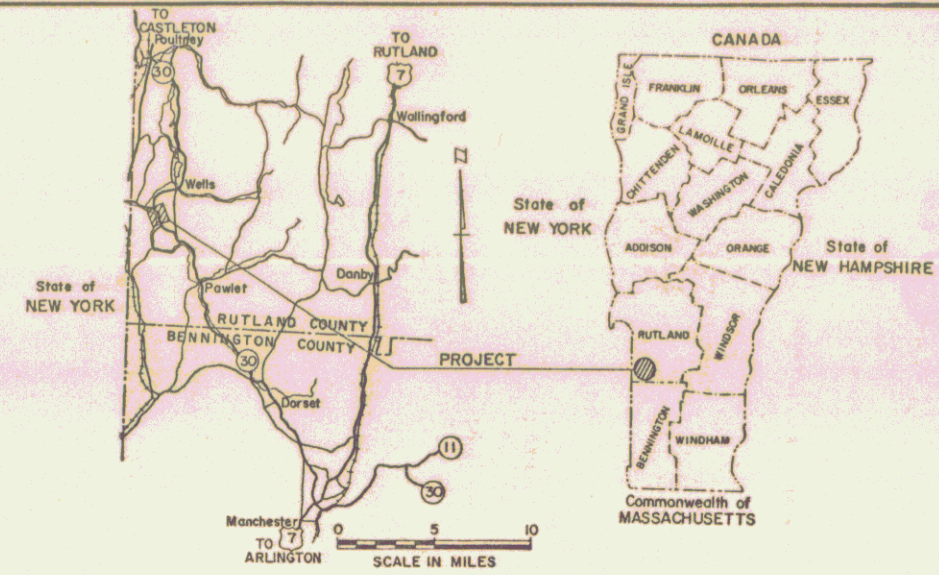 TO
CASTLETON
Poultney
30
TO
RUTLAND
7
Wallingford
Wells
Danby
State of
NEW YORK
Pawlet
RUTLAND COUNTY
BENNINGTON COUNTY
30
PROJECT
Dorset
11
30
Manchester
7
TO
ARLINGTON
0 5 10
SCALE IN MILES
CANADA
GRAND ISLE
FRANKLIN
ORLEANS
ESSEX
LAMOILLE
CHITTENDEN
WASHINGTON
CALEDONIA
State of
NEW YORK
ADDISON
ORANGE
State of
NEW HAMPSHIRE
RUTLAND
WINDSOR
BENNINGTON
WINDHAM
Commonwealth of
MASSACHUSETTS